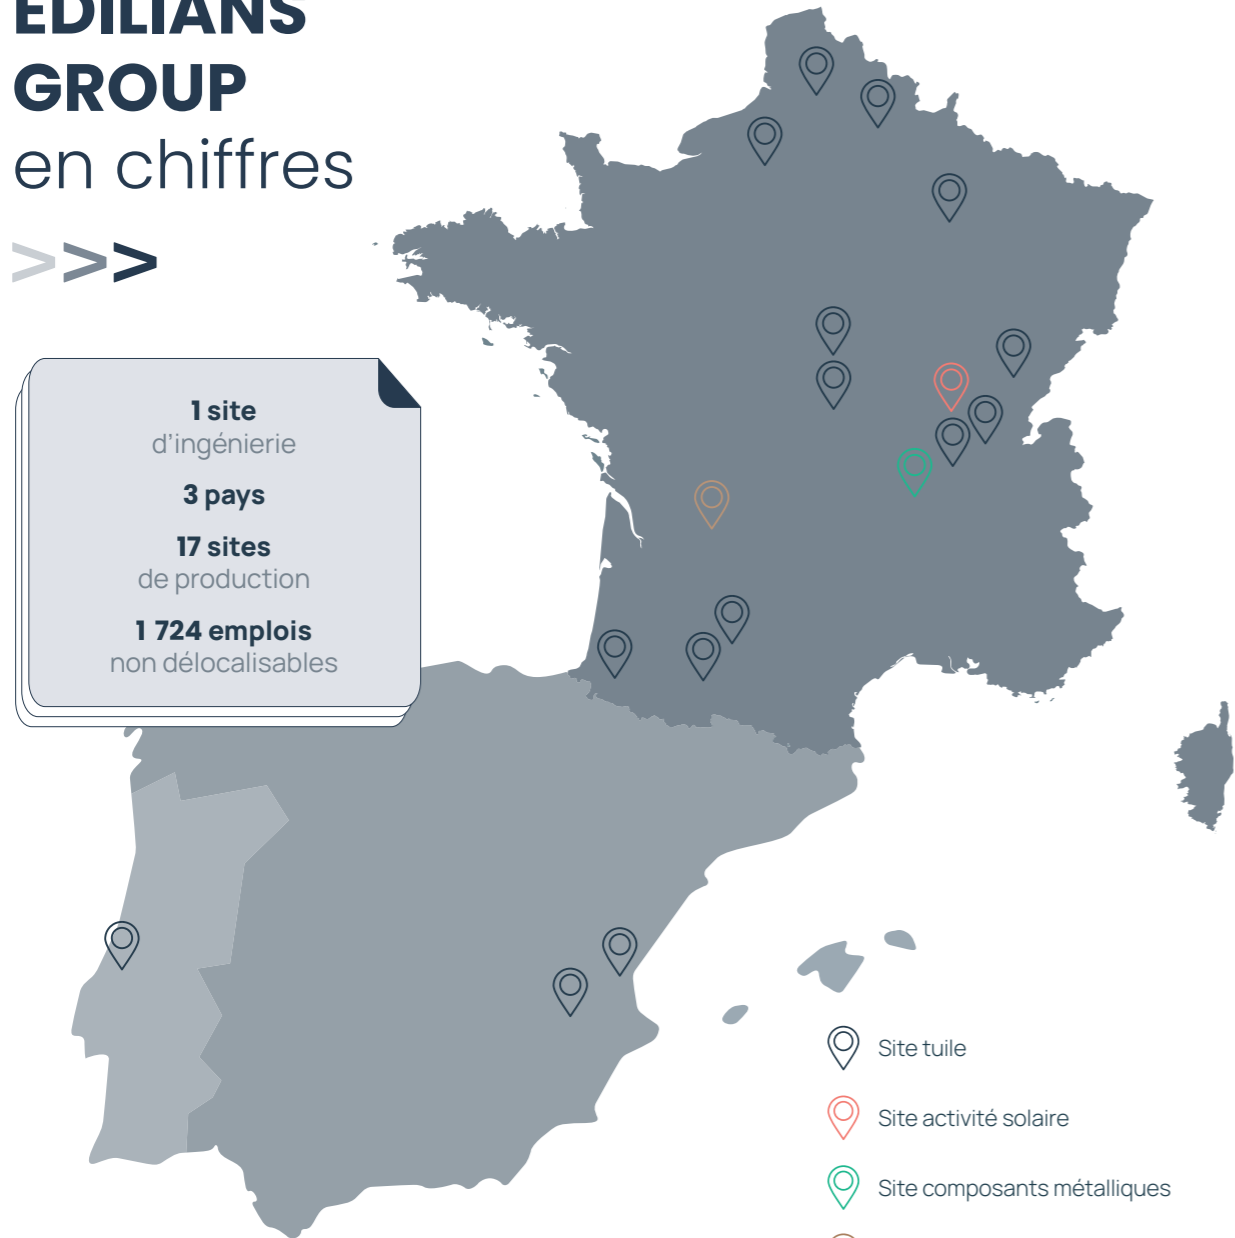 EDILIANS
GROUP
en chiffres
>>>
1 site
d'ingénierie
3 pays
17 sites
de production
1 724 emplois
non délocalisables
Site tuile
Site activité solaire
Site composants métalliques